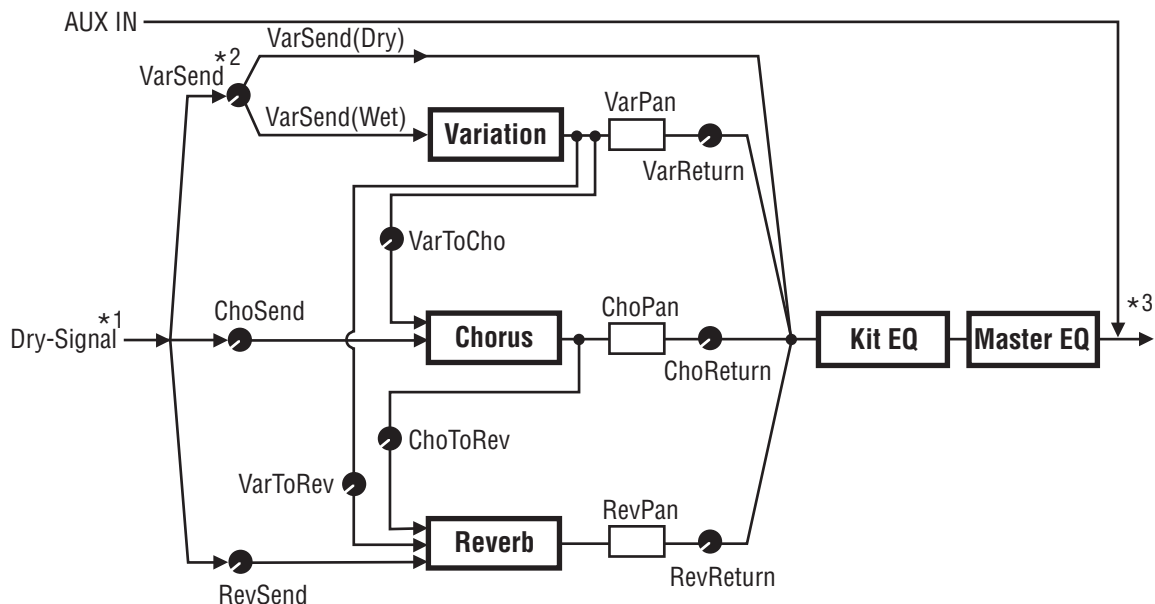 AUX IN
VarSend(Dry)
*2
VarSend
VarSend(Wet)
Variation
VarPan
VarReturn
VarToCho
*1
Dry-Signal
ChoSend
Chorus
ChoPan
ChoReturn
Kit EQ
Master EQ
*3
ChoToRev
VarToRev
RevSend
Reverb
RevPan
RevReturn